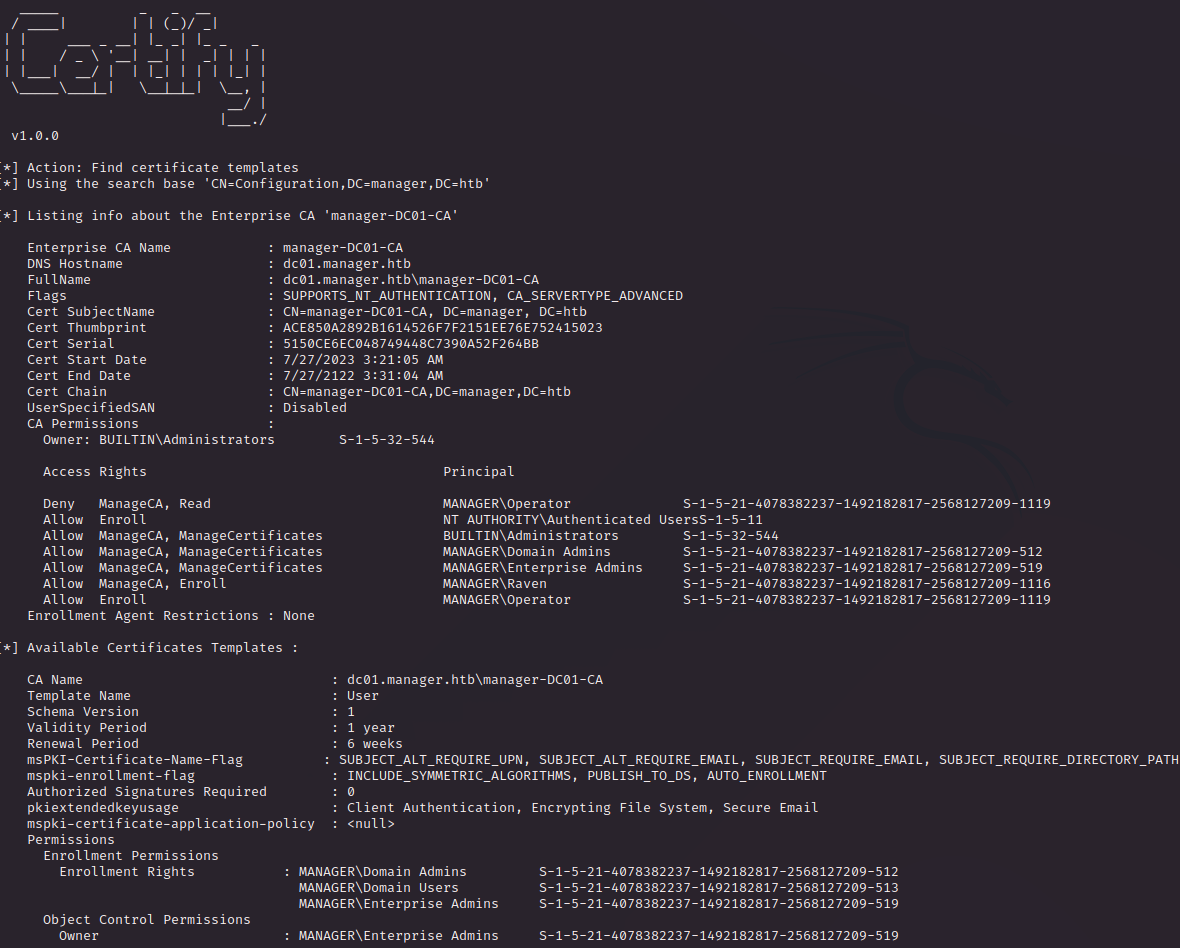 v1.0.0
[*] Action: Find certificate templates
[*] Using the search base 'CN=Configuration,DC=manager,DC=htb'
[*] Listing info about the Enterprise CA 'manager-DC01-CA'
Enterprise CA Name : manager-DC01-CA
DNS Hostname : dc01.manager.htb
FullName : dc01.manager.htb\manager-DC01-CA
Flags : SUPPORTS_NT_AUTHENTICATION, CA_SERVERTYPE_ADVANCED
Cert SubjectName : CN=manager-DC01-CA, DC=manager, DC=htb
Cert Thumbprint : ACE850A2892B1614526F7F2151EE76E752415023
Cert Serial : 5150CE6EC048749448C7390A52F264BB
Cert Start Date : 7/27/2023 3:21:05 AM
Cert End Date : 7/27/2122 3:31:04 AM
Cert Chain : CN=manager-DC01-CA,DC=manager,DC=htb
UserSpecifiedSAN : Disabled
CA Permissions :
Owner: BUILTIN\Administrators S-1-5-32-544
Access Rights Principal
Deny ManageCA, Read MANAGER\Operator S-1-5-21-4078382237-1492182817-2568127209-1119
Allow Enroll NT AUTHORITY\Authenticated UsersS-1-5-11
Allow ManageCA, ManageCertificates BUILTIN\Administrators S-1-5-32-544
Allow ManageCA, ManageCertificates MANAGER\Domain Admins S-1-5-21-4078382237-1492182817-2568127209-512
Allow ManageCA, ManageCertificates MANAGER\Enterprise Admins S-1-5-21-4078382237-1492182817-2568127209-519
Allow ManageCA, Enroll MANAGER\Raven S-1-5-21-4078382237-1492182817-2568127209-1116
Allow Enroll MANAGER\Operator S-1-5-21-4078382237-1492182817-2568127209-1119
Enrollment Agent Restrictions : None
[*] Available Certificates Templates :
CA Name : dc01.manager.htb\manager-DC01-CA
Template Name : User
Schema Version : 1
Validity Period : 1 year
Renewal Period : 6 weeks
msPKI-Certificate-Name-Flag : SUBJECT_ALT_REQUIRE_UPN, SUBJECT_ALT_REQUIRE_EMAIL, SUBJECT_REQUIRE_EMAIL, SUBJECT_REQUIRE_DIRECTORY_PATH
mspki-enrollment-flag : INCLUDE_SYMMETRIC_ALGORITHMS, PUBLISH_TO_DS, AUTO_ENROLLMENT
Authorized Signatures Required : 0
pkiextendedkeyusage : Client Authentication, Encrypting File System, Secure Email
mspki-certificate-application-policy : <null>
Permissions
Enrollment Permissions
Enrollment Rights : MANAGER\Domain Admins S-1-5-21-4078382237-1492182817-2568127209-512
MANAGER\Domain Users S-1-5-21-4078382237-1492182817-2568127209-513
MANAGER\Enterprise Admins S-1-5-21-4078382237-1492182817-2568127209-519
Object Control Permissions
Owner : MANAGER\Enterprise Admins S-1-5-21-4078382237-1492182817-2568127209-519